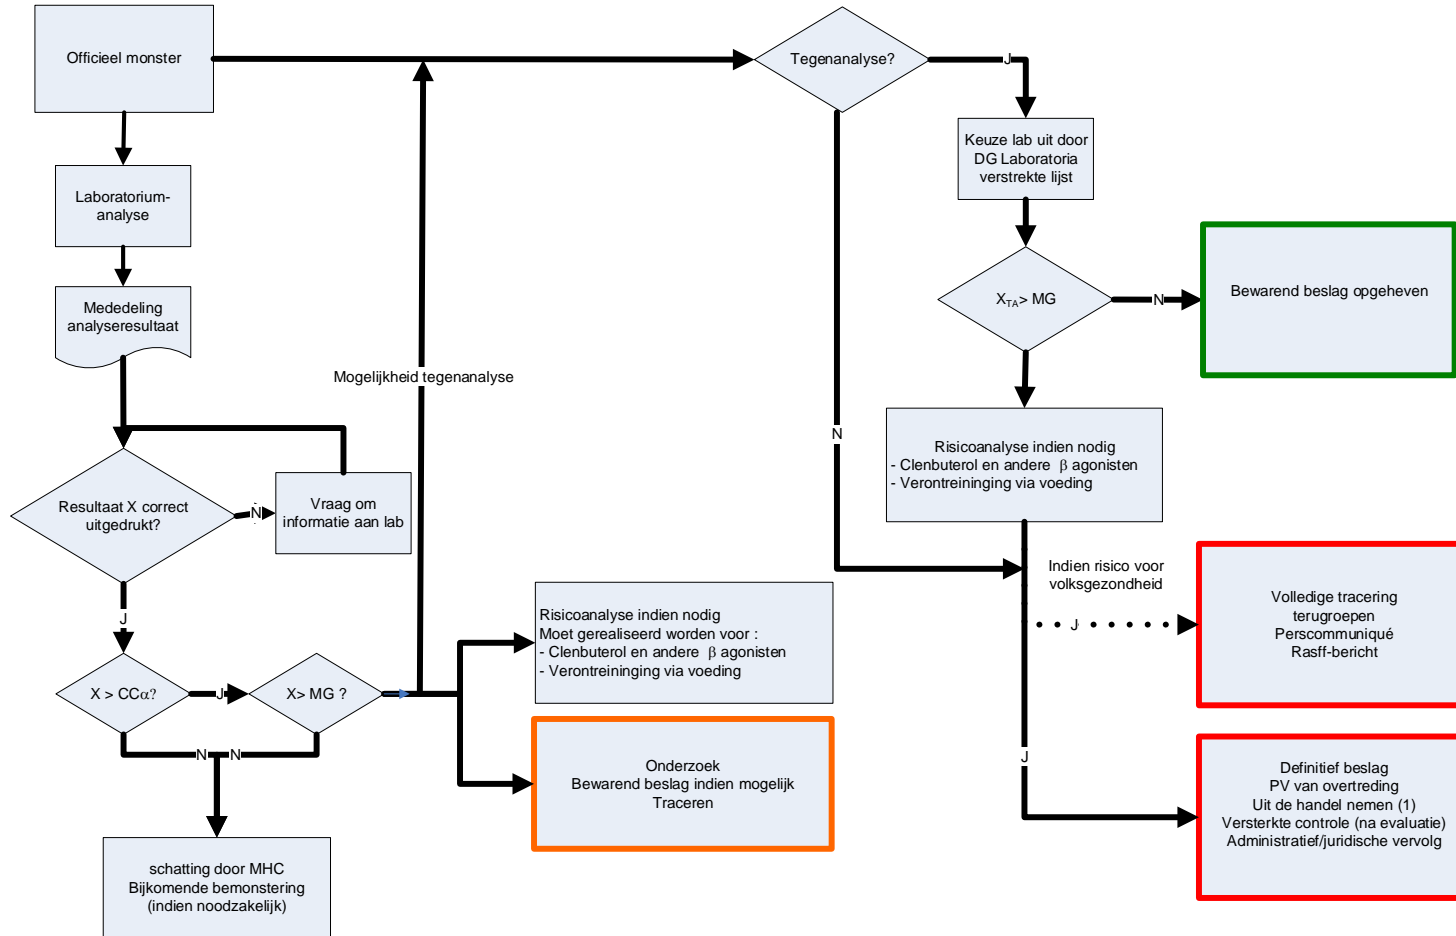 Officieel monster
Laboratorium-
analyse
Mededeling
analyseresultaat
Resultaat X correct
uitgedrukt?
N
Vraag om
informatie aan lab
J
X > CCα?
J
X> MG ?
N
N
schatting door MHC
Bijkomende bemonstering
(indien noodzakelijk)
Mogelijkheid tegenanalyse
Risicoanalyse indien nodig
Moet gerealiseerd worden voor :
- Clenbuterol en andere β agonisten
- Verontreininging via voeding
Onderzoek
Bewarend beslag indien mogelijk
Traceren
Tegenanalyse?
J
N
Keuze lab uit door
DG Laboratoria
verstrekte lijst
XTA> MG
N
Bewarend beslag opgeheven
Risicoanalyse indien nodig
- Clenbuterol en andere β agonisten
- Verontreininging via voeding
Indien risico voor
volksgezondheid
J
Volledige tracering
terugroepen
Perscommuniqué
Rasff-bericht
J
Definitief beslag
PV van overtreding
Uit de handel nemen (1)
Versterkte controle (na evaluatie)
Administratief/juridische vervolg